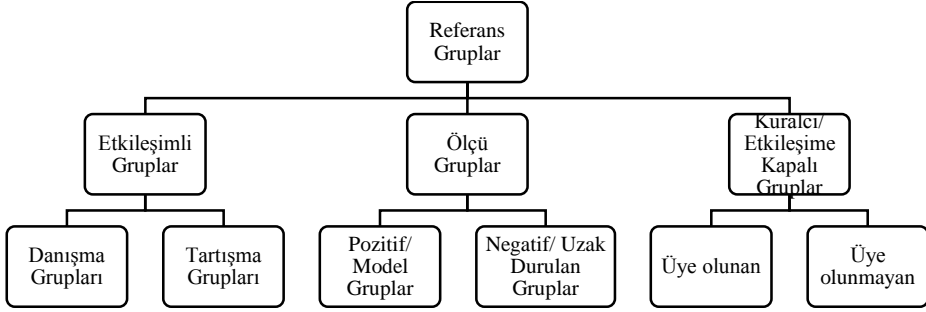 Referans
Gruplar
Etkileşimli
Gruplar
Ölçü
Gruplar
Kuralcı/
Etkileşime
Kapalı
Gruplar
Danışma
Grupları
Tartışma
Grupları
Pozitif/
Model
Gruplar
Negatif/ Uzak
Durulan
Gruplar
Üye olunan
Üye
olunmayan